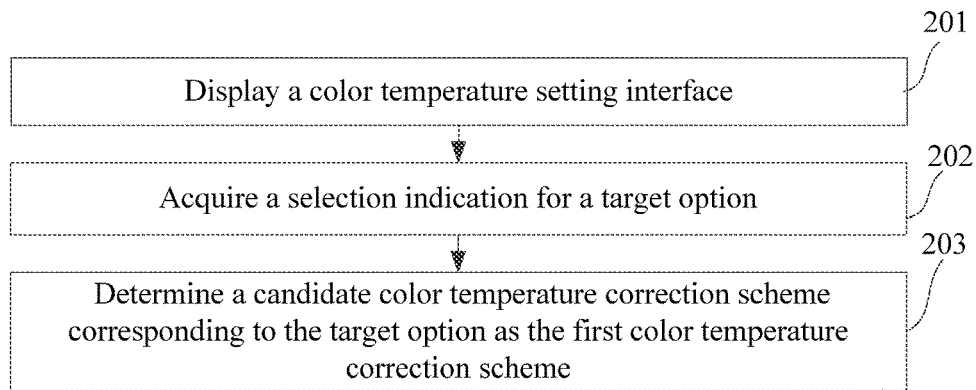 201
Display a color temperature setting interface
202
Acquire a selection indication for a target option
203
Determine a candidate color temperature correction scheme
corresponding to the target option as the first color temperature
correction scheme